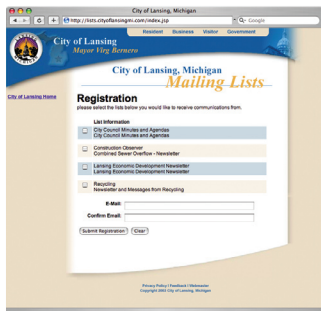 City of Lansing, Michigan
http://lists.cityoflansingmi.com/index.jsp
Google
Resident Business Visitor Government
City of Lansing
Mayor Virg Bernero
City of Lansing, Michigan
Mailing Lists
City of Lansing Home
Registration
please select the lists below you would like to receive communications from.
List Information
City Council Minutes and Agendas
City Council Minutes and Agendas
Construction Observer
Combined Sewer Overflow - Newsletter
Lansing Economic Development Newsletter
Lansing Economic Development Newsletter
Recycling
Newsletter and Messages from Recycling
E-Mail:
Confirm Email:
Submit Registration Clear
Privacy Policy | Feedback | Webmaster
Copyright 2003 City of Lansing, Michigan